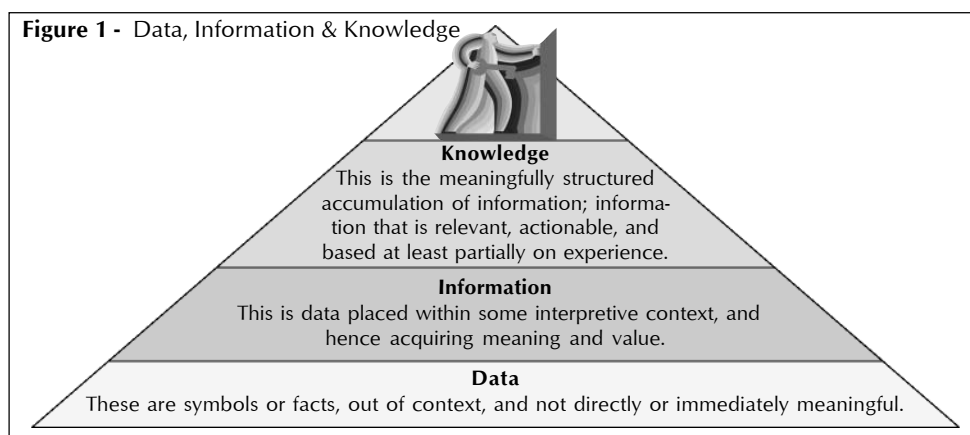 Figure 1 - Data, Information & Knowledge
Knowledge
This is the meaningfully structured
accumulation of information; informa-
tion that is relevant, actionable, and
based at least partially on experience.
Information
This is data placed within some interpretive context, and
hence acquiring meaning and value.
Data
These are symbols or facts, out of context, and not directly or immediately meaningful.